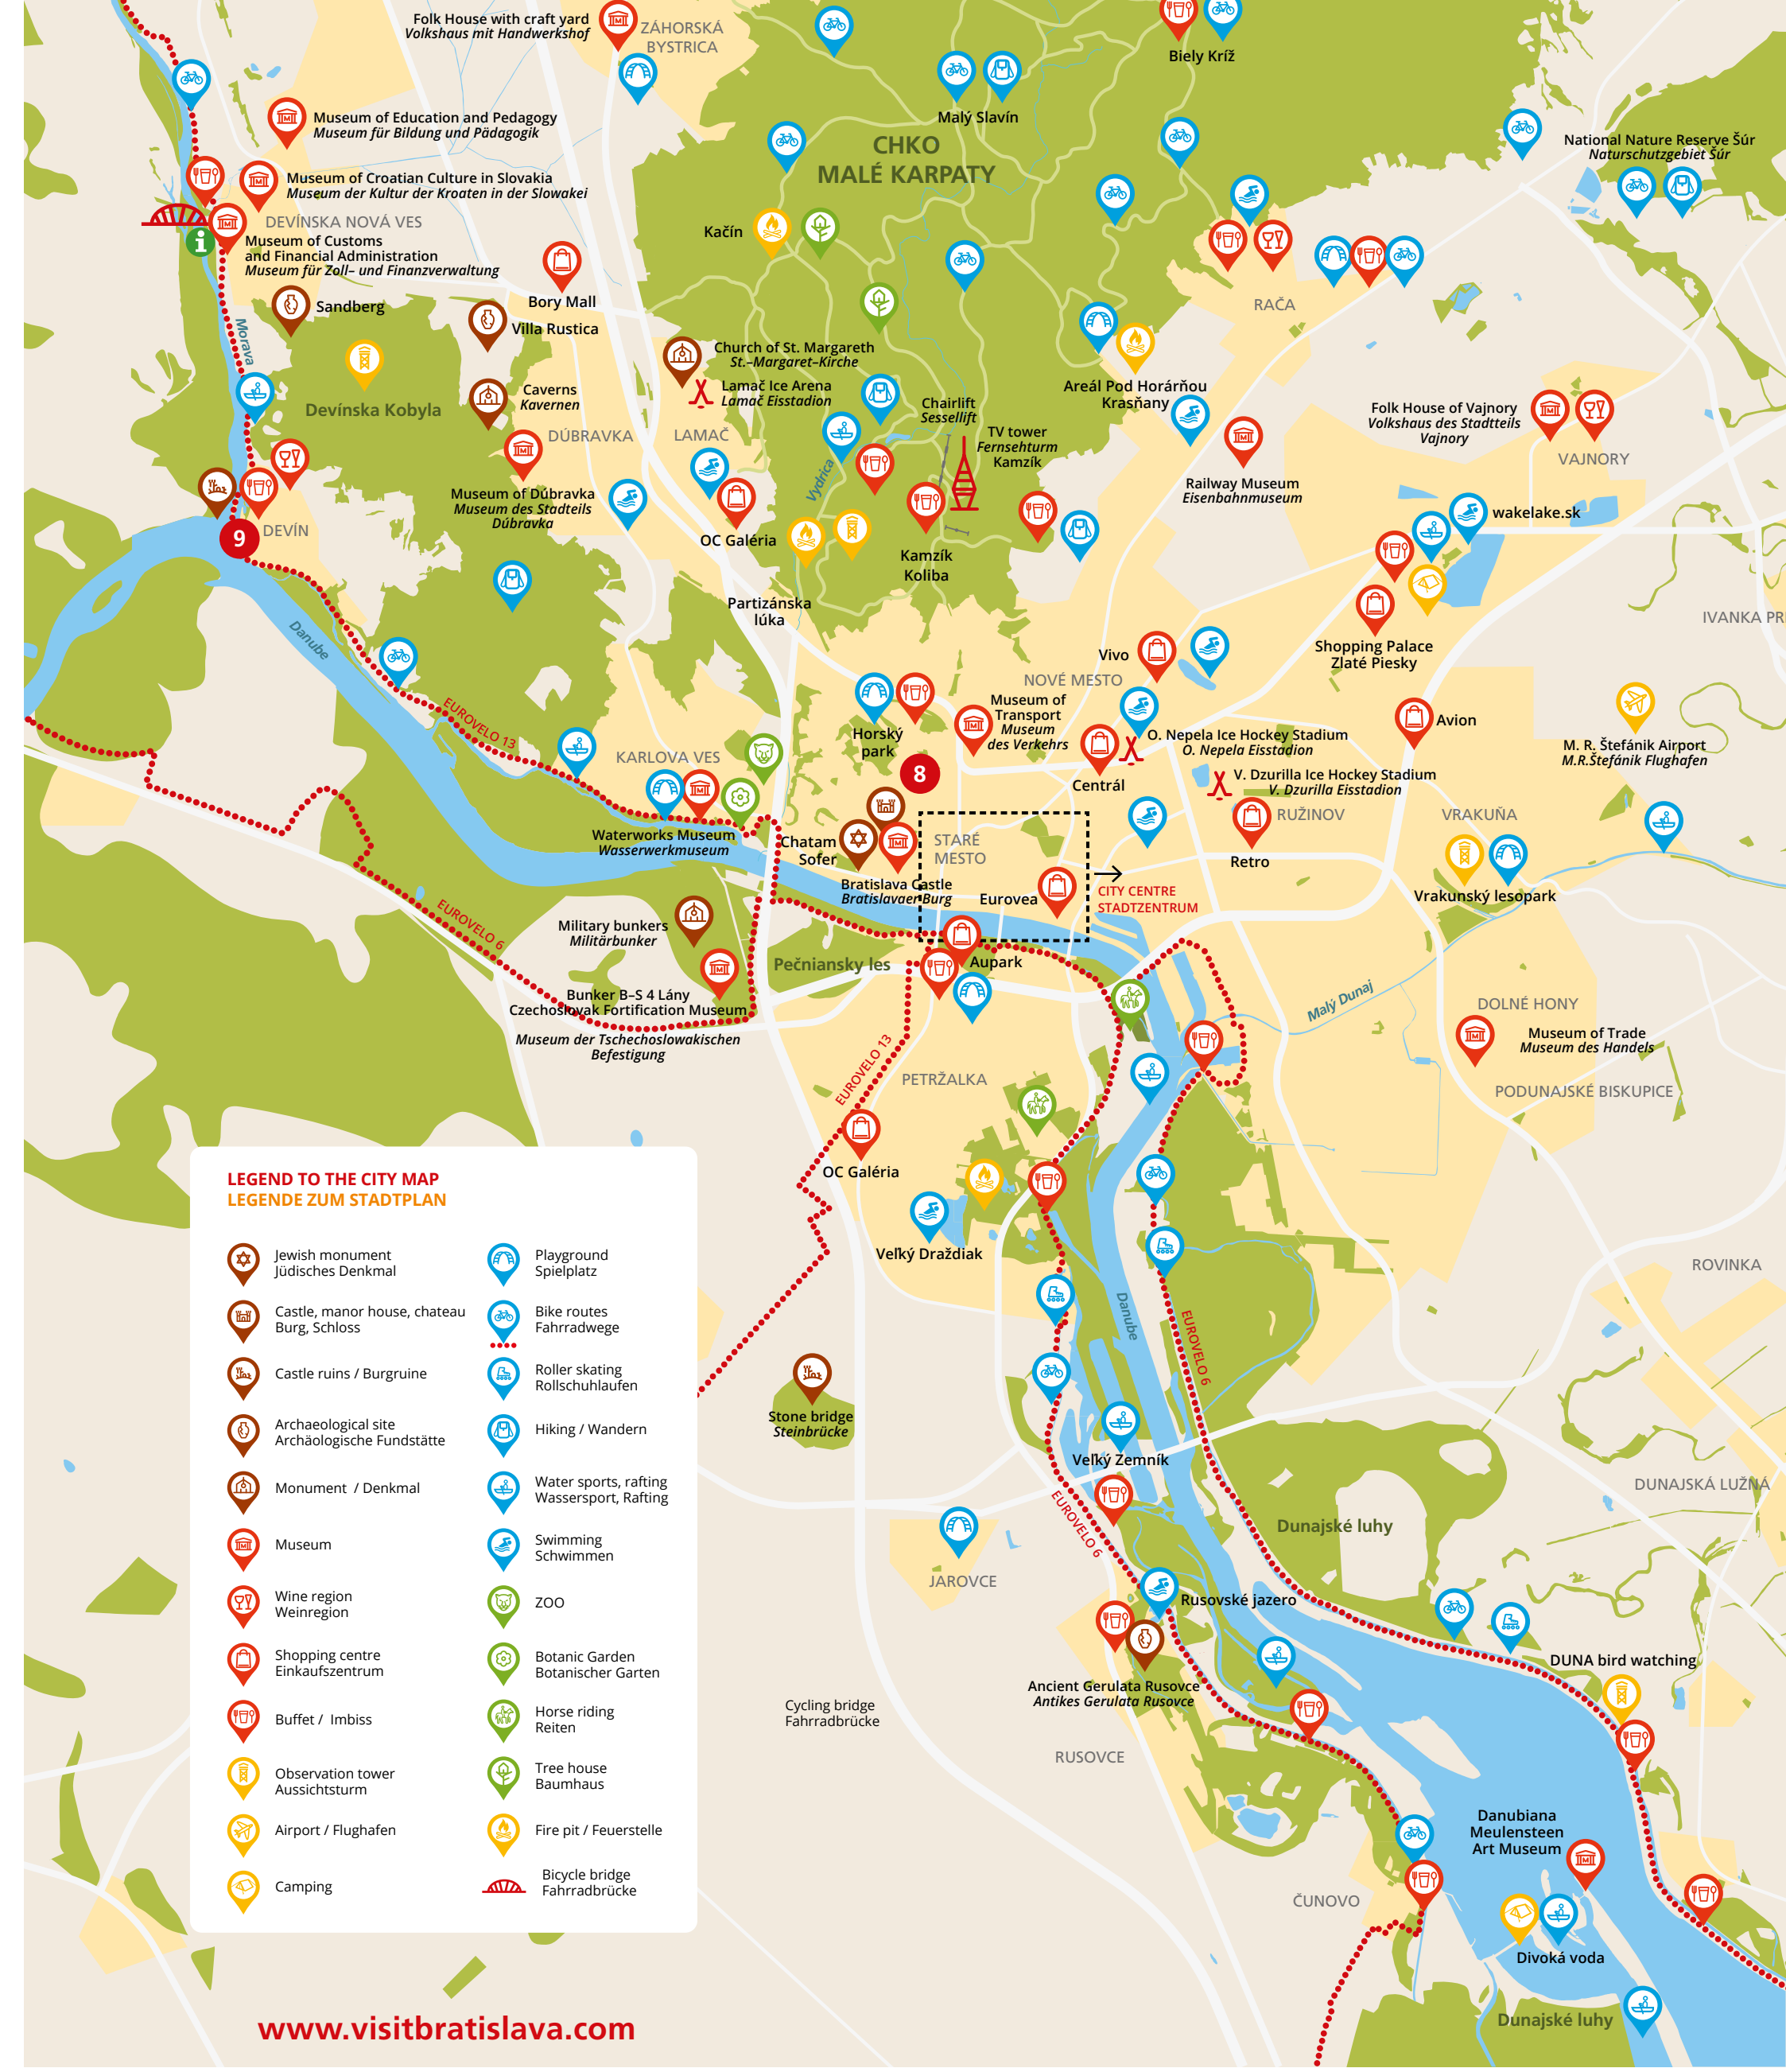 Folk House with craft yard
Volkshaus mit Handwerkshof
ZÁHORSKÁ
BYSTRICA
Biely Kríž
Museum of Education and Pedagogy
Museum für Bildung und Pädagogik
Malý Slavín
CHKO
MALÉ KARPATY
National Nature Reserve Šúr
Naturschutzgebiet Šúr
Museum of Croatian Culture in Slovakia
Museum der Kultur der Kroaten in der Slowakei
DEVÍNSKA NOVÁ VES
i
Museum of Customs
and Financial Administration
Museum für Zoll– und Finanzverwaltung
Kačín
Bory Mall
Sandberg
Villa Rustica
RAČA
Morava
Church of St. Margareth
St.–Margaret–Kirche
Lamač Ice Arena
Lamač Eisstadion
Caverns
Kavernen
Devínska Kobyla
Chairlift
Sessellift
TV tower
Fernsehturm
Kamzík
Areál Pod Horárňou
Krasňany
Folk House of Vajnory
Volkshaus des Stadtteils
Vajnory
VAJNORY
DÚBRAVKA
LAMAČ
Vydrica
Railway Museum
Eisenbahnmuseum
Museum of Dúbravka
Museum des Stadteils
Dúbravka
wakelake.sk
DEVÍN
9
OC Galéria
Kamzík
Koliba
Partizánska
lúka
IVANKA PRI
Danube
Vivo
Shopping Palace
Zlaté Piesky
NOVÉ MESTO
EUROVELO 13
Museum of
Transport
Museum
des Verkehrs
Horský
park
8
Avion
O. Nepela Ice Hockey Stadium
O. Nepela Eisstadion
M. R. Štefánik Airport
M.R.Štefánik Flughafen
KARLOVA VES
Centrál
V. Dzurilla Ice Hockey Stadium
V. Dzurilla Eisstadion
RUŽINOV
VRAKUŇA
Waterworks Museum
Wasserwerkmuseum
Chatam
Sofer
STARÉ
MESTO
Retro
Bratislava Castle
Bratislavaer Burg
Eurovea
CITY CENTRE
STADTZENTRUM
Vrakunský lesopark
EUROVELO 6
Military bunkers
Militärbunker
Pečniansky les
Aupark
Bunker B–S 4 Lány
Czechoslovak Fortification Museum
Museum der Tschechoslowakischen
Befestigung
Malý Dunaj
DOLNÉ HONY
Museum of Trade
Museum des Handels
EUROVELO 13
PETRŽALKA
PODUNAJSKÉ BISKUPICE
OC Galéria
Veľký Draždiak
ROVINKA
Danube
EUROVELO 6
Stone bridge
Steinbrücke
Veľký Zemník
DUNAJSKÁ LUŽNÁ
EUROVELO 6
Dunajské luhy
JAROVCE
Rusovské jazero
DUNA bird watching
Ancient Gerulata Rusovce
Antikes Gerulata Rusovce
Cycling bridge
Fahrradbrücke
RUSOVCE
Danubiana
Meulensteen
Art Museum
ČUNOVO
Divoká voda
Dunajské luhy
LEGEND TO THE CITY MAP
LEGENDE ZUM STADTPLAN
Jewish monument
Jüdisches Denkmal
Castle, manor house, chateau
Burg, Schloss
Castle ruins / Burgruine
Archaeological site
Archäologische Fundstätte
Monument / Denkmal
Museum
Wine region
Weinregion
Shopping centre
Einkaufszentrum
Buffet / Imbiss
Observation tower
Aussichtsturm
Airport / Flughafen
Camping
Playground
Spielplatz
Bike routes
Fahrradwege
Roller skating
Rollschuhlaufen
Hiking / Wandern
Water sports, rafting
Wassersport, Rafting
Swimming
Schwimmen
ZOO
Botanic Garden
Botanischer Garten
Horse riding
Reiten
Tree house
Baumhaus
Fire pit / Feuerstelle
Bicycle bridge
Fahrradbrücke
www.visitbratislava.com